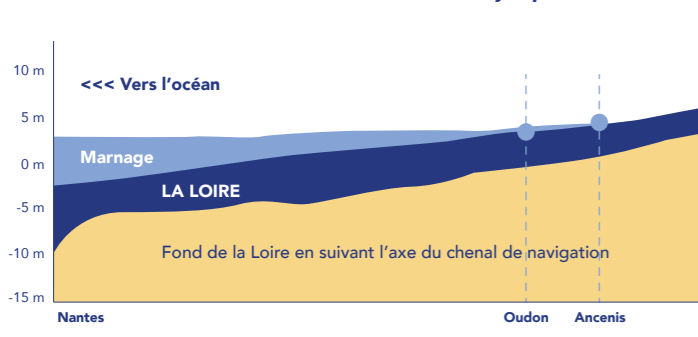 10 m
<<< Vers l'océan
5 m
Marnage
0 m
LA LOIRE
-5 m
Fond de la Loire en suivant l'axe du chenal de navigation
-10 m
-15 m
Nantes
Oudon
Ancenis